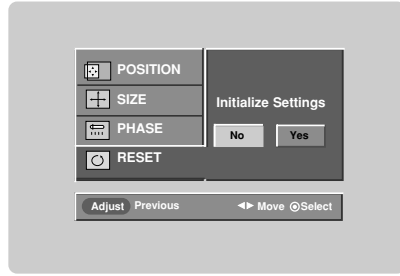 POSITION
SIZE
PHASE
RESET
Initialize Settings
No Yes
Adjust Previous Move Select